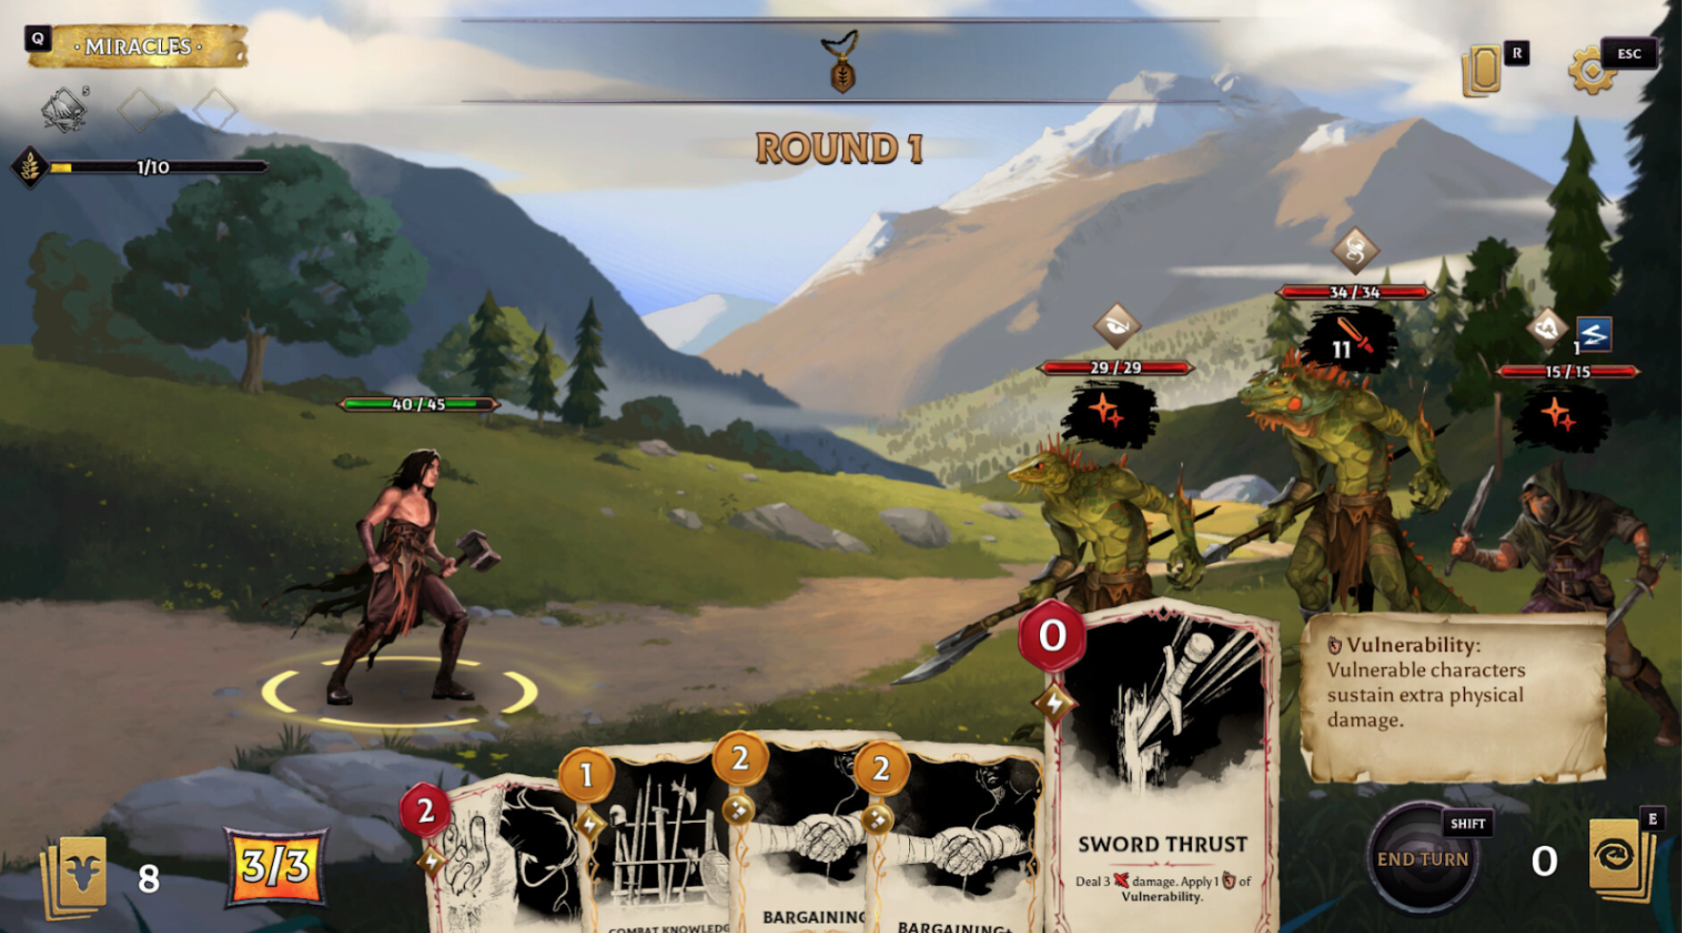 Q
· MIRACLES ·
R
ESC
5
ROUND 1
1/10
34 / 34
11
1
29 / 29
15 / 15
40 / 45
0
Vulnerability:
Vulnerable characters
sustain extra physical
damage.
2
1
2
2
SWORD THRUST
Deal 3 damage. Apply 1 of
Vulnerability.
COMBAT KNOWLEDG
BARGAINING
BARGAINING+
8
3/3
SHIFT
END TURN
0
E